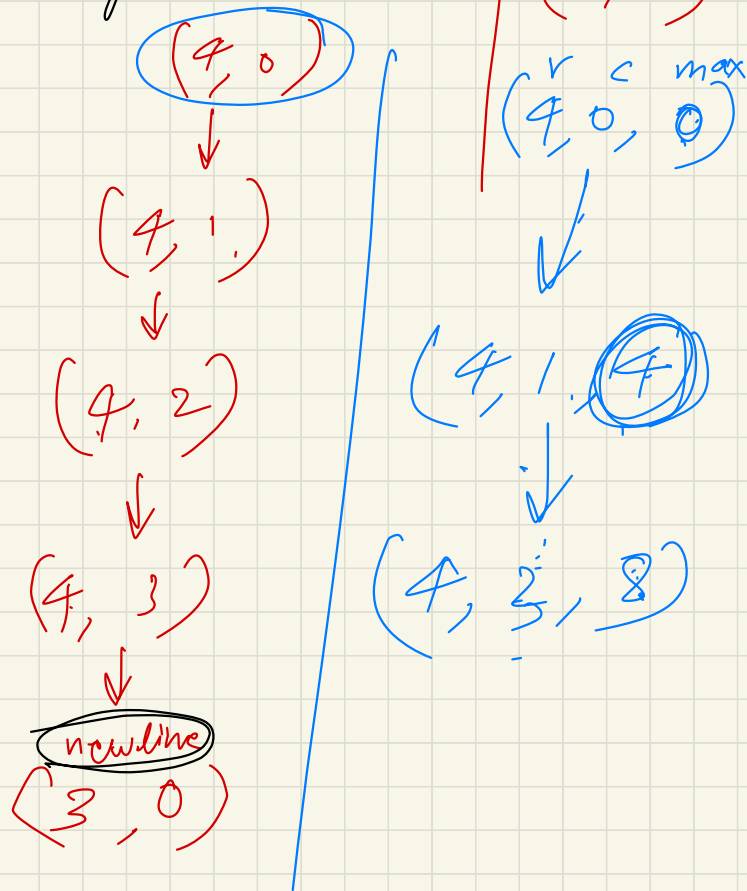 (4, 0)
(4, 1,)
(4, 2)
(4, 3)
newline
(3, 0)
r c max
(4, 0, 0)
(4, 1, 4)
(4, 2, 8)